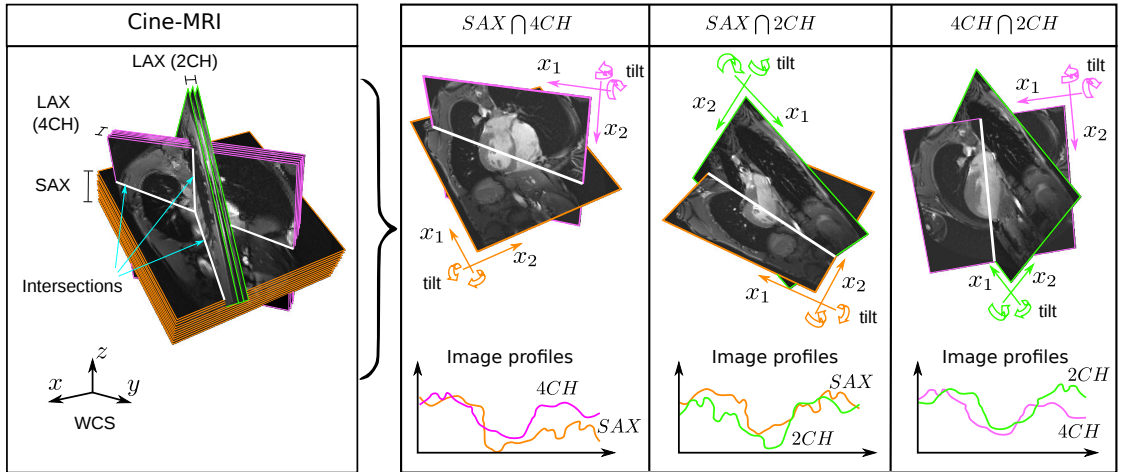 Cine-MRI
SAX ⋂ 4CH
SAX ⋂ 2CH
4CH ⋂ 2CH
LAX (2CH)
LAX
(4CH)
SAX
Intersections
z
x
y
WCS
x₁
tilt
x₂
x₁
x₂
tilt
Image profiles
4CH
SAX
tilt
x₂
x₁
x₁
x₂
tilt
Image profiles
SAX
2CH
tilt
x₁
x₂
x₁
x₂
tilt
Image profiles
2CH
4CH